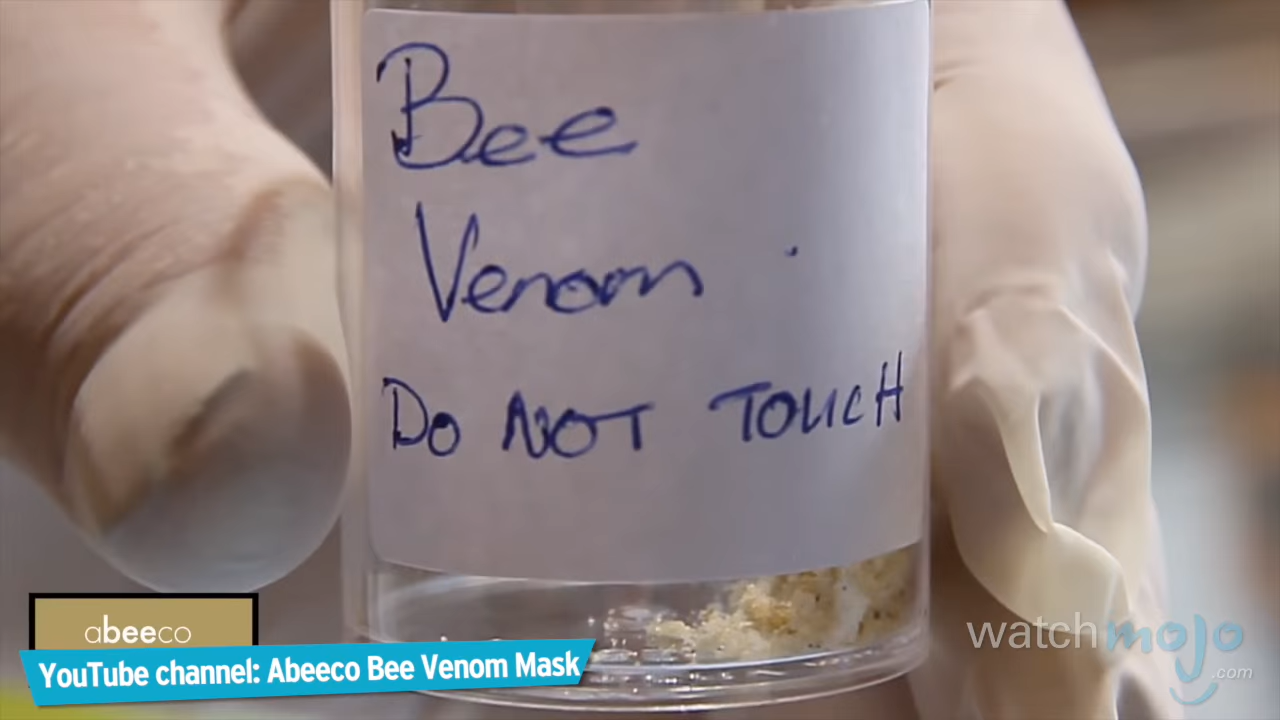 Bee
Venom
DO NOT TOUCH
abeeco
YouTube channel: Abeeco Bee Venom Mask
watchmojo
.com